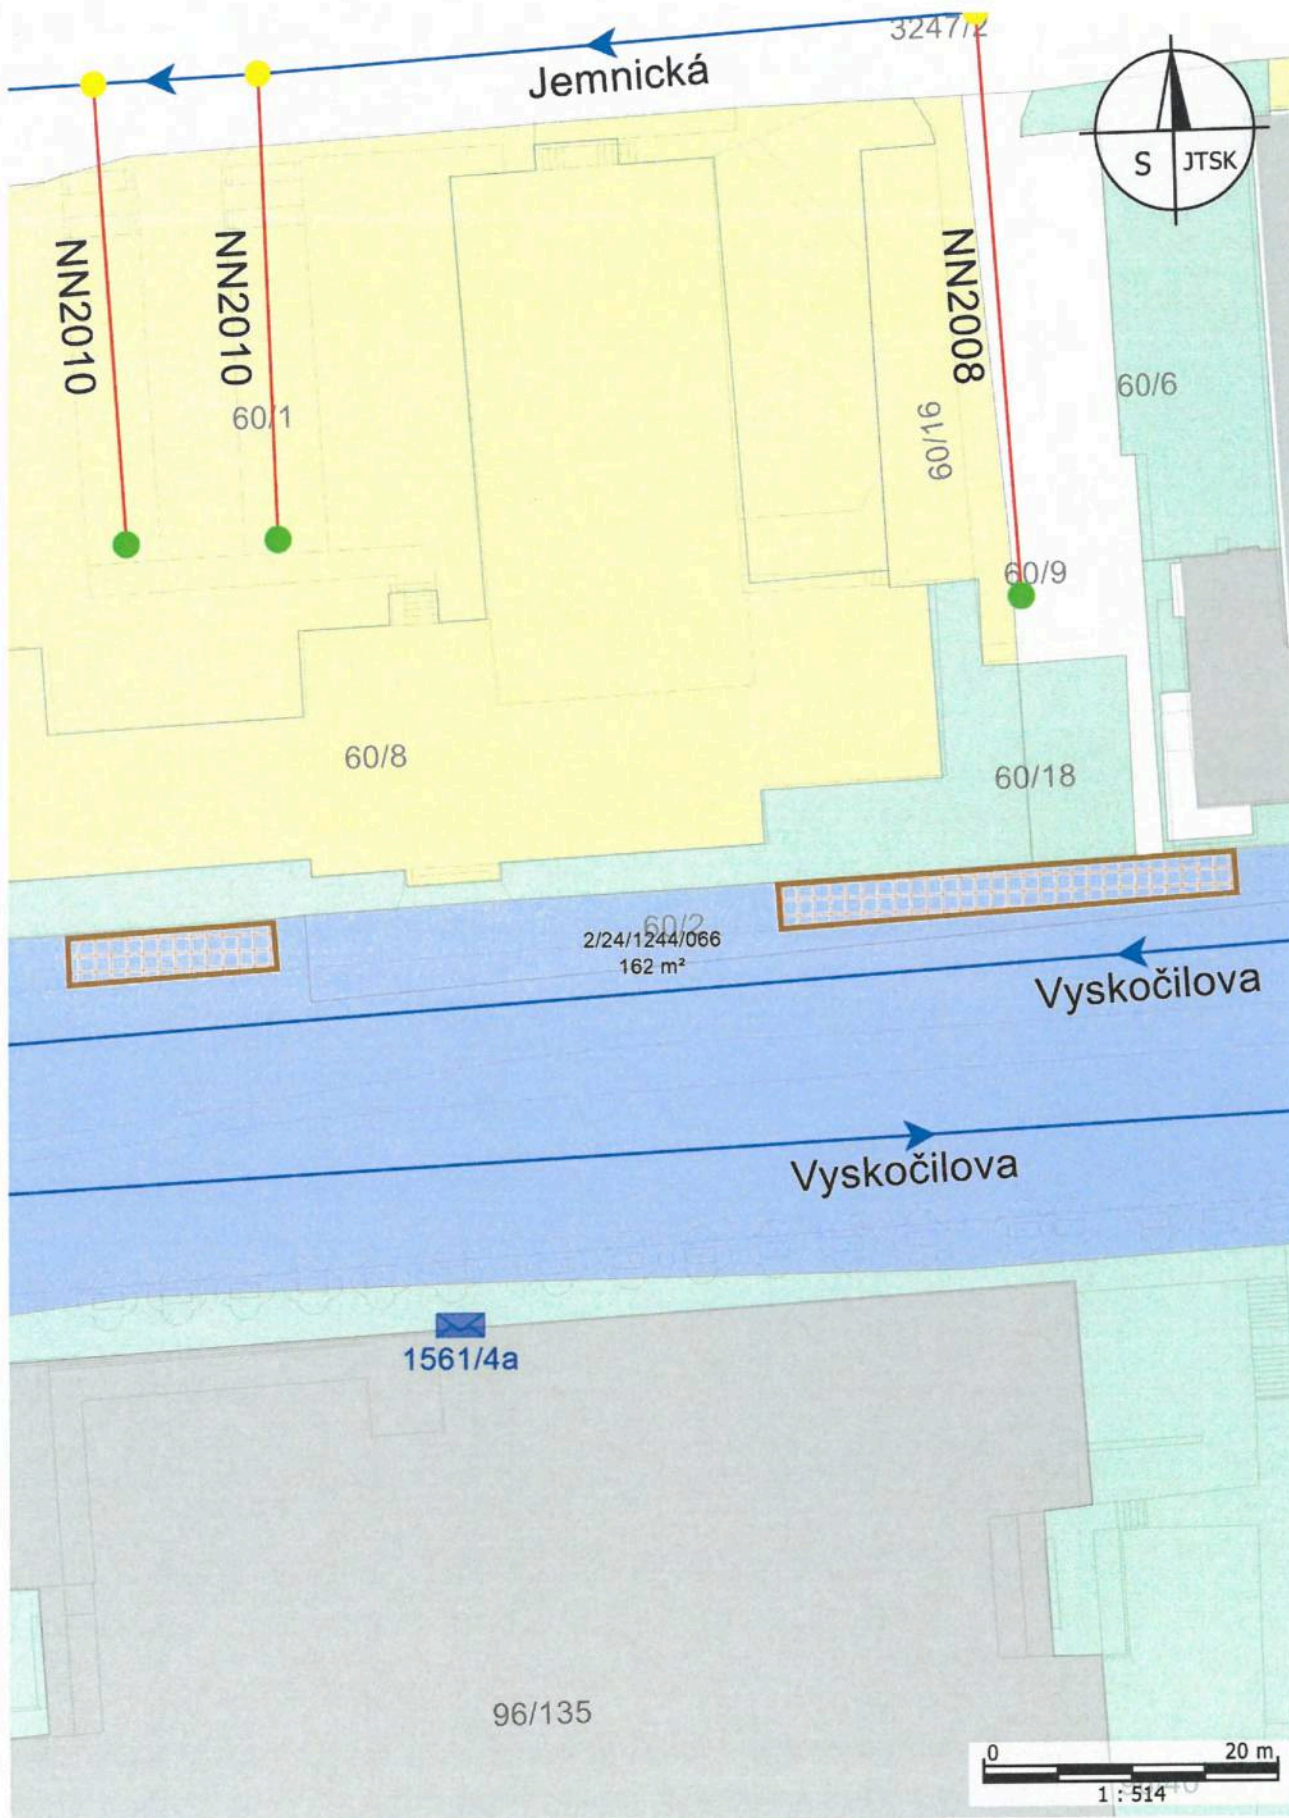 3247/2
Jemnická
S JTSK
NN2010
NN2010
NN2008
60/1
60/16
60/6
60/9
60/8
60/18
60/2
2/24/1244/066
162 m²
Vyskočilova
Vyskočilova
1561/4a
96/135
0 20 m
1 : 514